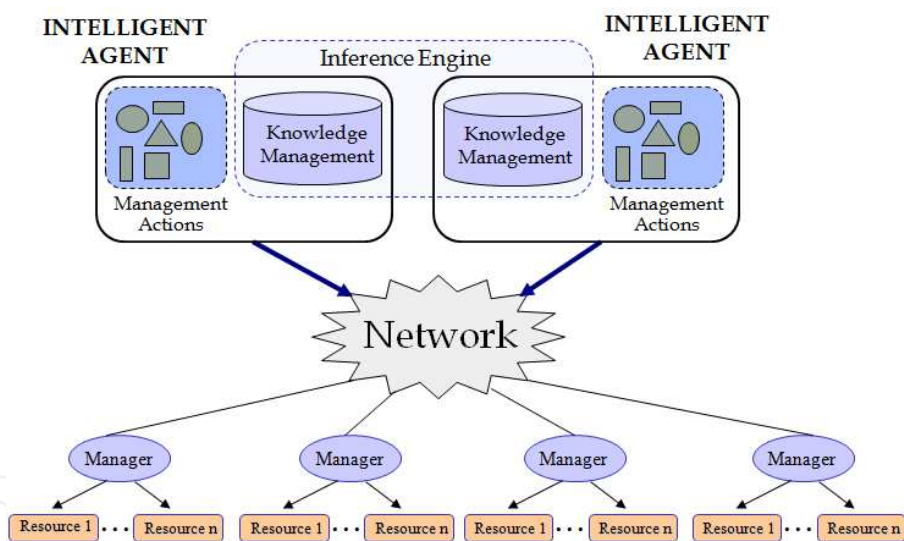 INTELLIGENT
AGENT
INTELLIGENT
AGENT
Inference Engine
Knowledge
Management
Knowledge
Management
Management
Actions
Management
Actions
Network
Manager
Manager
Manager
Manager
Resource 1 ... Resource n
Resource 1 ... Resource n
Resource 1 ... Resource n
Resource 1 ... Resource n